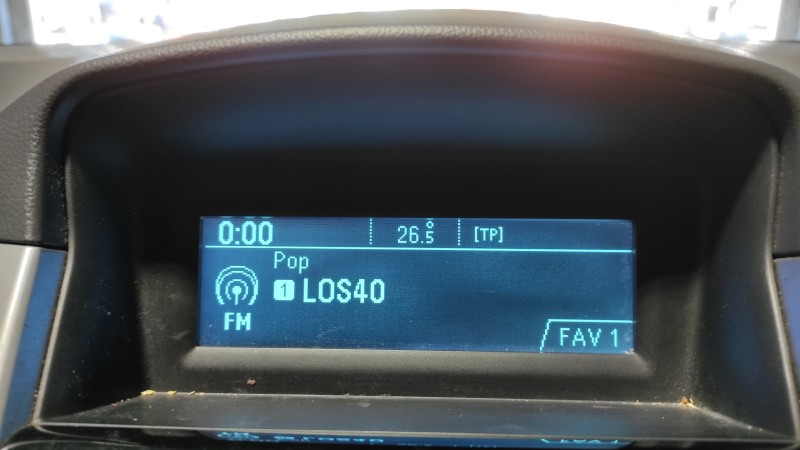 0:00 26.5° [TP]
Pop
1 LOS40
FM
FAV 1